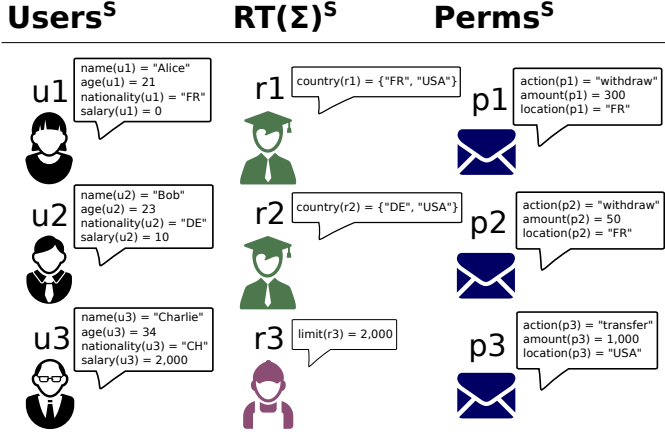 Users^S RT(Σ)^S Perms^S
u1
name(u1) = "Alice"
age(u1) = 21
nationality(u1) = "FR"
salary(u1) = 0
r1
country(r1) = {"FR", "USA"}
p1
action(p1) = "withdraw"
amount(p1) = 300
location(p1) = "FR"
u2
name(u2) = "Bob"
age(u2) = 23
nationality(u2) = "DE"
salary(u2) = 10
r2
country(r2) = {"DE", "USA"}
p2
action(p2) = "withdraw"
amount(p2) = 50
location(p2) = "FR"
u3
name(u3) = "Charlie"
age(u3) = 34
nationality(u3) = "CH"
salary(u3) = 2,000
r3
limit(r3) = 2,000
p3
action(p3) = "transfer"
amount(p3) = 1,000
location(p3) = "USA"